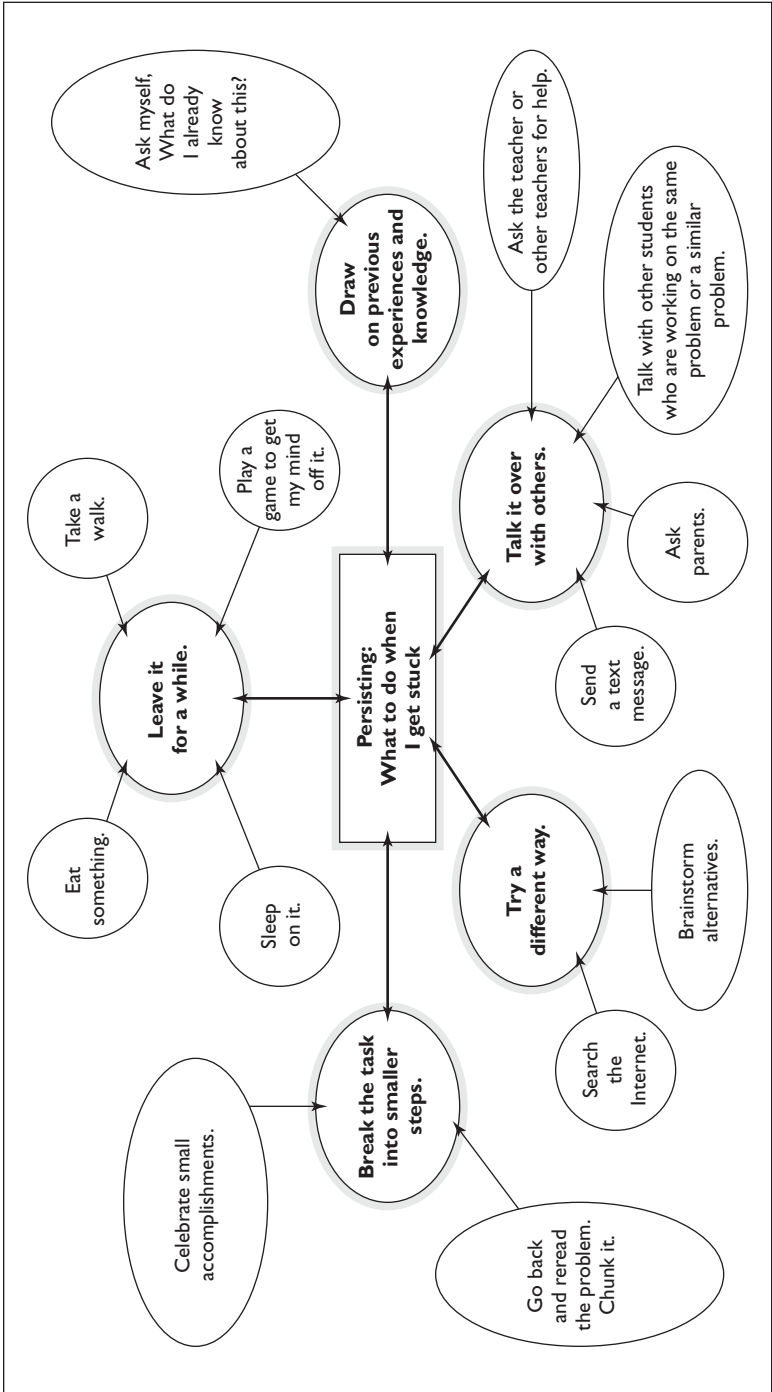 Eat
something.
Take a
walk.
Leave it
for a while.
Sleep
on it.
Play a
game to get
my mind
off it.
Celebrate small
accomplishments.
Ask myself,
What do
I already
know
about this?
Break the task
into smaller
steps.
Persisting:
What to do when
I get stuck
Draw
on previous
experiences and
knowledge.
Go back
and reread
the problem.
Chunk it.
Try a
different way.
Search
the
Internet.
Brainstorm
alternatives.
Talk it over
with others.
Send
a text
message.
Ask
parents.
Ask the teacher or
other teachers for help.
Talk with other students
who are working on the same
problem or a similar
problem.